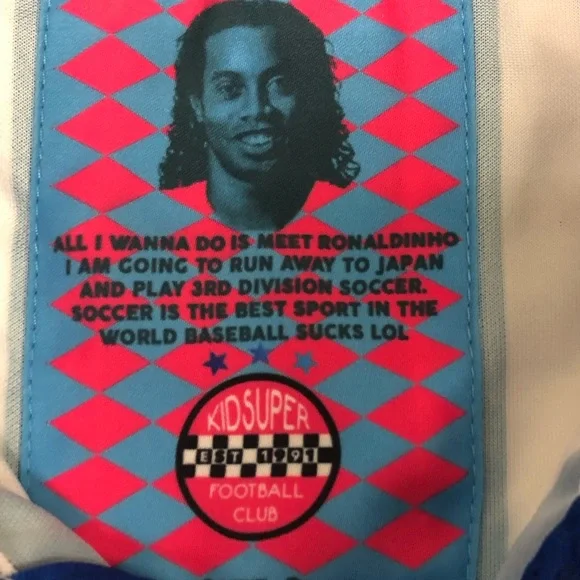 ALL I WANNA DO IS MEET RONALDINHO
I AM GOING TO RUN AWAY TO JAPAN
AND PLAY 3RD DIVISION SOCCER.
SOCCER IS THE BEST SPORT IN THE
WORLD BASEBALL SUCKS LOL
KIDSUPER
EST 1991
FOOTBALL
CLUB